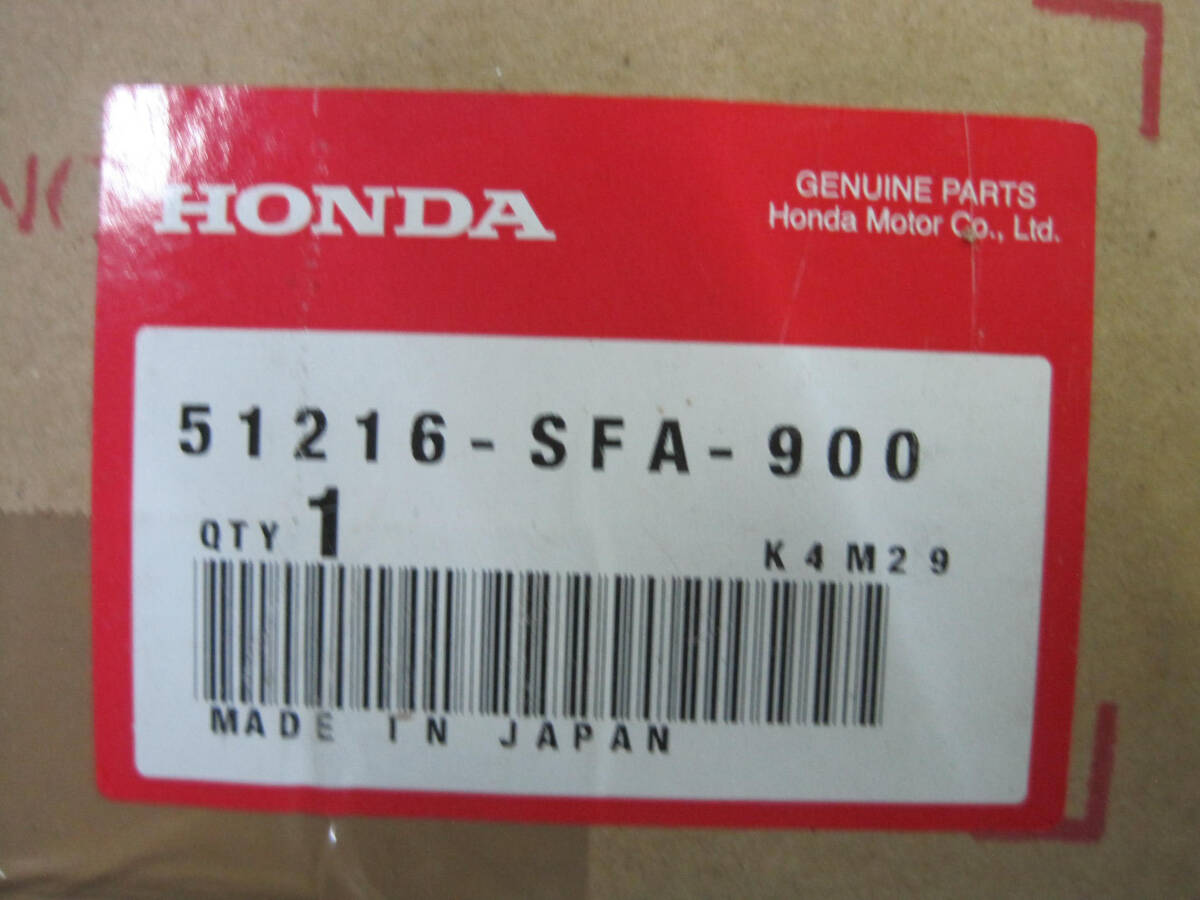 HONDA
GENUINE PARTS
Honda Motor Co., Ltd.
51216-SFA-900
QTY 1
K4M29
MADE IN JAPAN